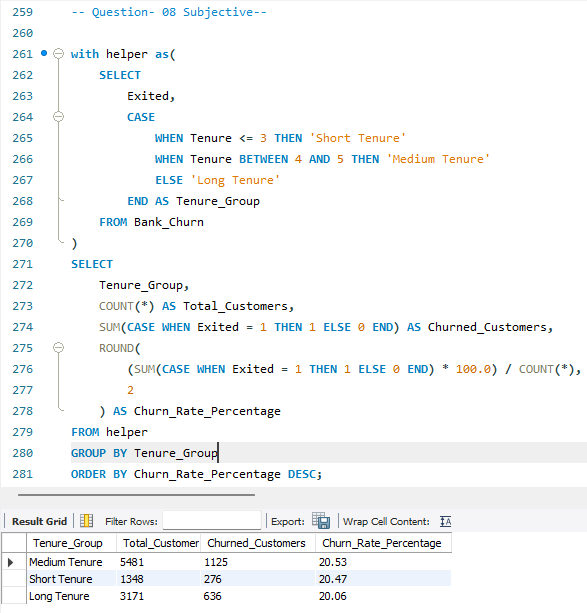 259 -- Question- 08 Subjective--
260
261 with helper as(
262 SELECT
263 Exited,
264 CASE
265 WHEN Tenure <= 3 THEN 'Short Tenure'
266 WHEN Tenure BETWEEN 4 AND 5 THEN 'Medium Tenure'
267 ELSE 'Long Tenure'
268 END AS Tenure_Group
269 FROM Bank_Churn
270 )
271 SELECT
272 Tenure_Group,
273 COUNT(*) AS Total_Customers,
274 SUM(CASE WHEN Exited = 1 THEN 1 ELSE 0 END) AS Churned_Customers,
275 ROUND(
276 (SUM(CASE WHEN Exited = 1 THEN 1 ELSE 0 END) * 100.0) / COUNT(*),
277 2
278 ) AS Churn_Rate_Percentage
279 FROM helper
280 GROUP BY Tenure_Group
281 ORDER BY Churn_Rate_Percentage DESC;
Result Grid Filter Rows: Export: Wrap Cell Content: IA
Tenure_Group Total_Customer Churned_Customers Churn_Rate_Percentage
Medium Tenure 5481 1125 20.53
Short Tenure 1348 276 20.47
Long Tenure 3171 636 20.06